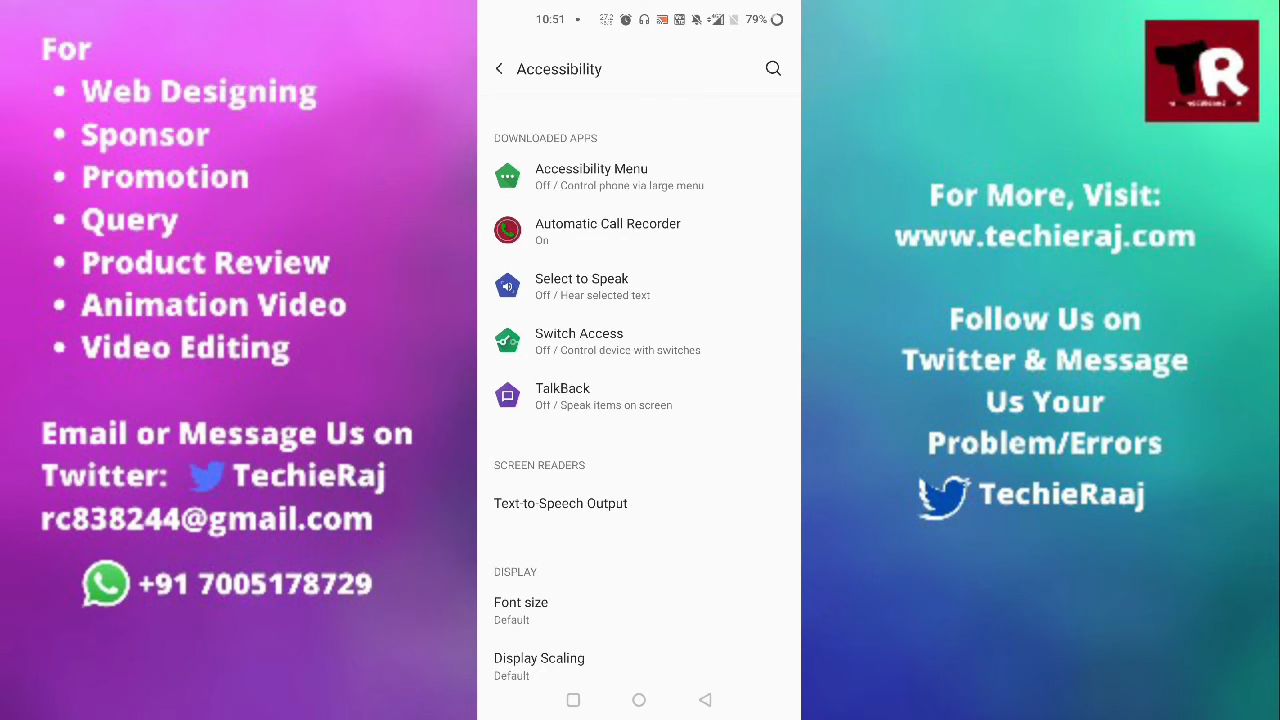 For
• Web Designing
• Sponsor
• Promotion
• Query
• Product Review
• Animation Video
• Video Editing
Email or Message Us on
Twitter: TechieRaj
rc838244@gmail.com
+91 7005178729
10:51 • 79%
Accessibility
DOWNLOADED APPS
Accessibility Menu
Off / Control phone via large menu
Automatic Call Recorder
On
Select to Speak
Off / Hear selected text
Switch Access
Off / Control device with switches
TalkBack
Off / Speak items on screen
SCREEN READERS
Text-to-Speech Output
DISPLAY
Font size
Default
Display Scaling
Default
TR
For More, Visit:
www.techieraj.com
Follow Us on
Twitter & Message
Us Your
Problem/Errors
TechieRaaj